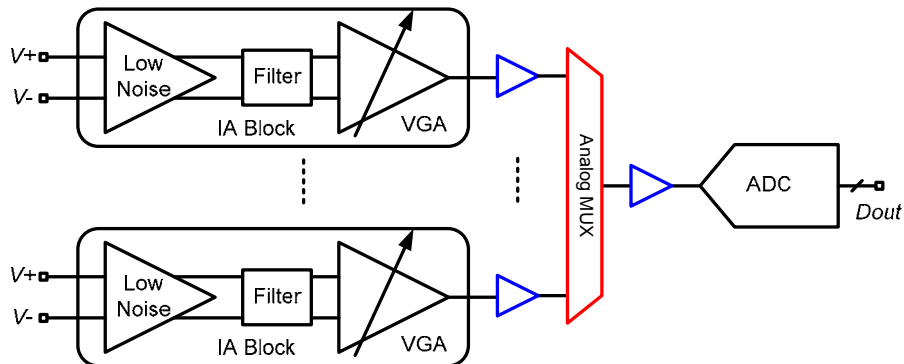 V+
V-
Low
Noise
Filter
IA Block
VGA
Analog MUX
ADC
Dout
V+
V-
Low
Noise
Filter
IA Block
VGA